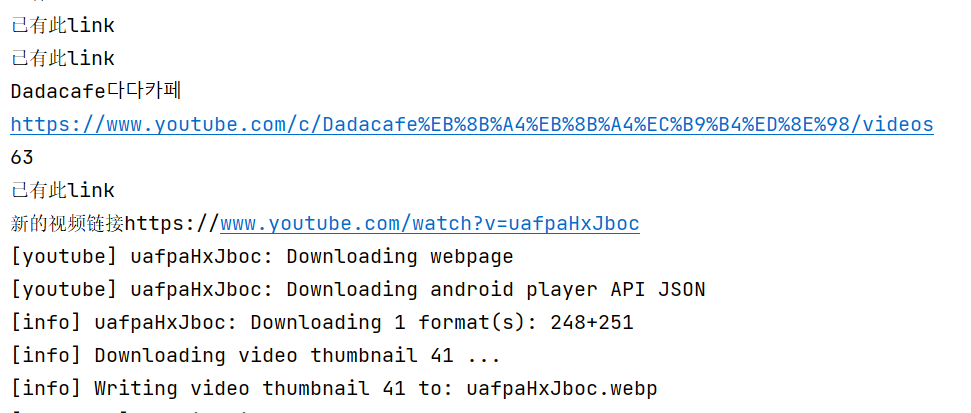 已有此link
已有此link
Dadacafe다다카페
https://www.youtube.com/c/Dadacafe%EB%8B%A4%EB%8B%A4%EC%B9%B4%ED%8E%98/videos
63
已有此link
新的视频链接https://www.youtube.com/watch?v=uafpaHxJboc
[youtube] uafpaHxJboc: Downloading webpage
[youtube] uafpaHxJboc: Downloading android player API JSON
[info] uafpaHxJboc: Downloading 1 format(s): 248+251
[info] Downloading video thumbnail 41 ...
[info] Writing video thumbnail 41 to: uafpaHxJboc.webp